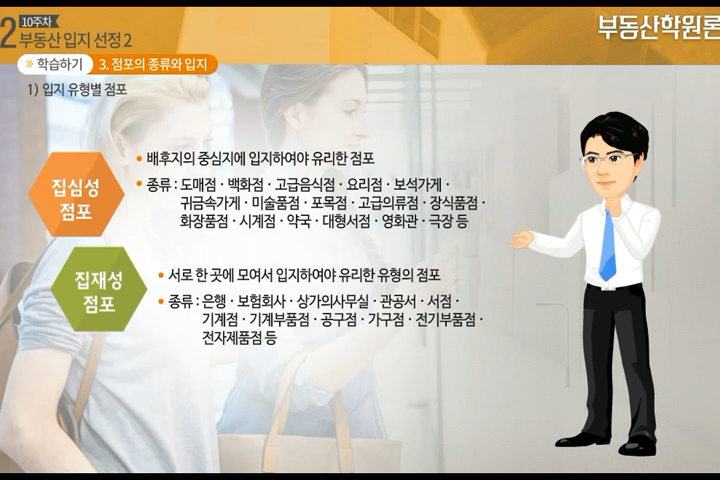 10주차
2 부동산 입지 선정 2
부동산학원론
» 학습하기
3. 점포의 종류와 입지
1) 입지 유형별 점포
집심성
점포
• 배후지의 중심지에 입지하여야 유리한 점포
• 종류 : 도매점 · 백화점 · 고급음식점 · 요리점 · 보석가게 ·
귀금속가게 · 미술품점 · 포목점 · 고급의류점 · 장식품점 ·
화장품점 · 시계점 · 약국 · 대형서점 · 영화관 · 극장 등
집재성
점포
• 서로 한 곳에 모여서 입지하여야 유리한 유형의 점포
• 종류 : 은행 · 보험회사 · 상가의사무실 · 관공서 · 서점 ·
기계점 · 기계부품점 · 공구점 · 가구점 · 전기부품점 ·
전자제품점 등